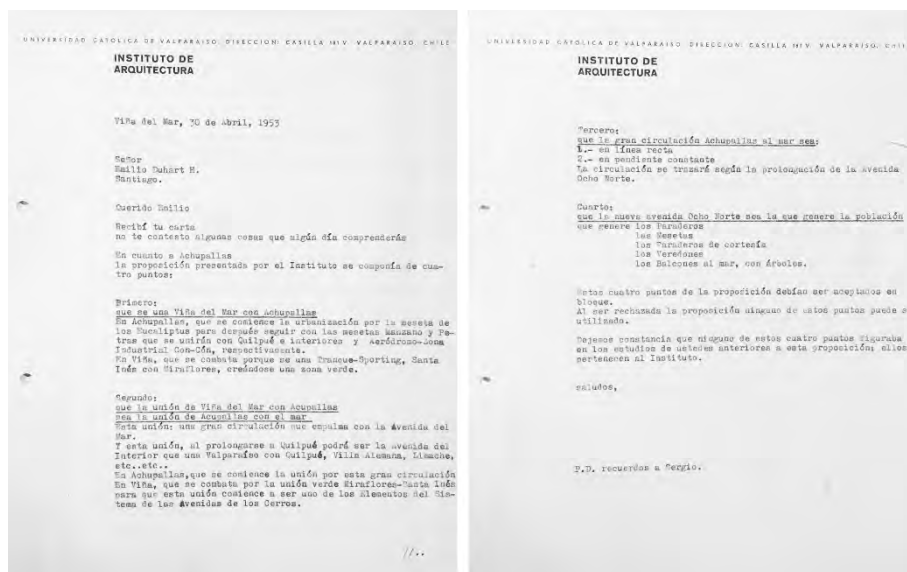 UNIVERSIDAD CATOLICA DE VALPARAISO. DIRECCION: CASILLA V. VALPARAISO. CHILE
INSTITUTO DE
ARQUITECTURA
Viña del Mar, 30 de Abril, 1953
Señor
Emilio Duhart H.
Santiago.
Querido Emilio
Recibí tu carta
no te contesto algunas cosas que algún día comprenderás
En cuanto a Achupallas
la proposición presentada por el Instituto se componía de cua-
tro puntos:
Primero:
que se una Viña del Mar con Achupallas
En Achupallas, que se comience la urbanización por la meseta de
los Eucaliptus para después seguir con las mesetas Manzano y Pe-
tras que se unirán con Quilpué e interiores y Aeródromo-Zona
Industrial Con-Cón, respectivamente.
En Viña, que se combata porque se una Tranque-Sporting, Santa
Inés con Miraflores, creándose una zona verde.
Segundo:
que la unión de Viña del Mar con Acupallas
sea la unión de Acupallas con el mar
Esta unión: una gran circulación que empalma con la Avenida del
Mar.
Y esta unión, al prolongarse a Quilpué podrá ser la Avenida del
Interior que una Valparaíso con Quilpué, Villa Alemana, Limache,
etc..etc..
En Achupallas,que se comience la unión por esta gran circulación
En Viña, que se combata por la unión verde Miraflores-Santa Inés
para que esta unión comience a ser uno de los Elementos del Sis-
tema de las Avenidas de los Cerros.
//..
UNIVERSIDAD CATOLICA DE VALPARAISO. DIRECCION: CASILLA V. VALPARAISO.
INSTITUTO DE
ARQUITECTURA
Tercero:
que la gran circulación Achupallas al mar sea:
1.- en línea recta
2.- en pendiente constante
La circulación se trazará según la prolongación de la avenida
Ocho Norte.
Cuarto:
que la nueva avenida Ocho Norte sea la que genere la población
que genere los Paraderos
las Mesetas
los Paraderos de cortesía
los Veredones
los Balcones al mar, con árboles.
Estos cuatro puntos de la proposición debían ser aceptados en
bloque.
Al ser rechazada la proposición ninguno de estos puntos puede s
utilizado.
Dejesos constancia que ninguno de estos cuatro puntos figuraba
en los estudios de ustedes anteriores a esta proposición; ellos
pertenecen al Instituto.
saludos,
P.D. recuerdos a Sergio.